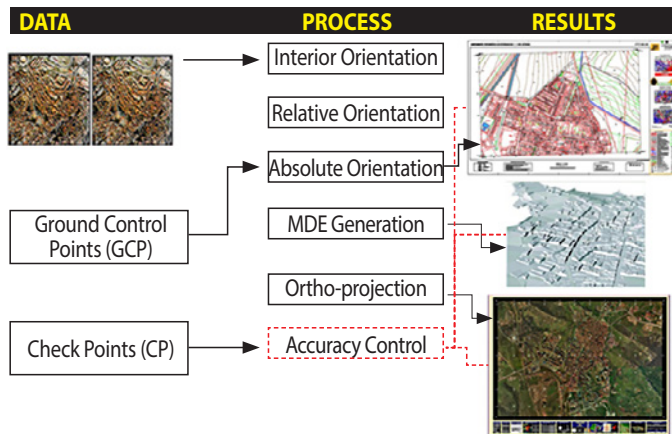 DATA
PROCESS
RESULTS
Interior Orientation
Relative Orientation
Absolute Orientation
Ground Control
Points (GCP)
MDE Generation
Ortho-projection
Check Points (CP)
Accuracy Control